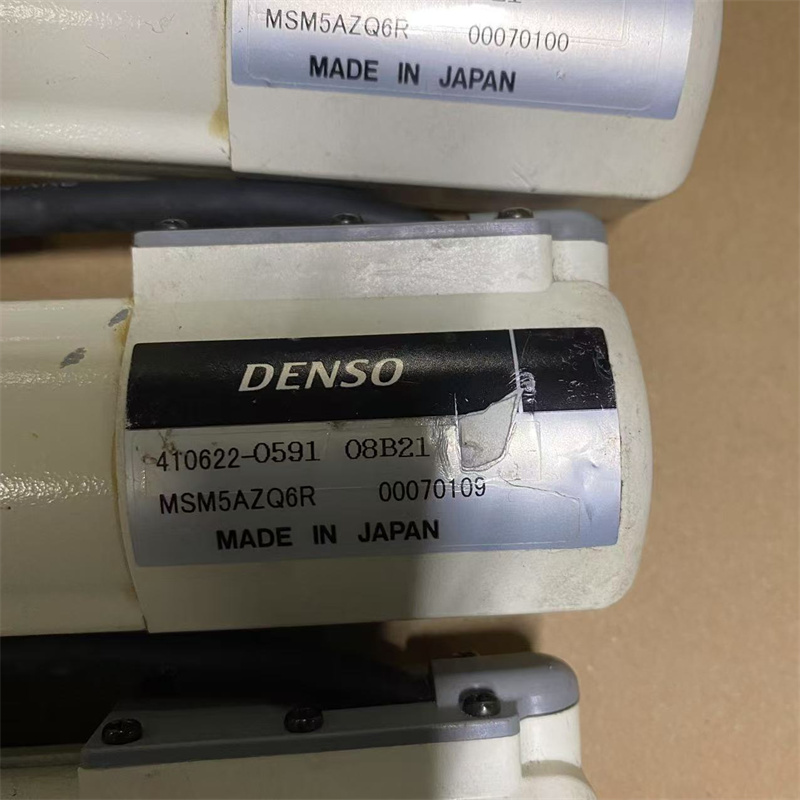 MSM5AZQ6R 00070100
MADE IN JAPAN
DENSO
410622-0591 08B21
MSM5AZQ6R 00070109
MADE IN JAPAN